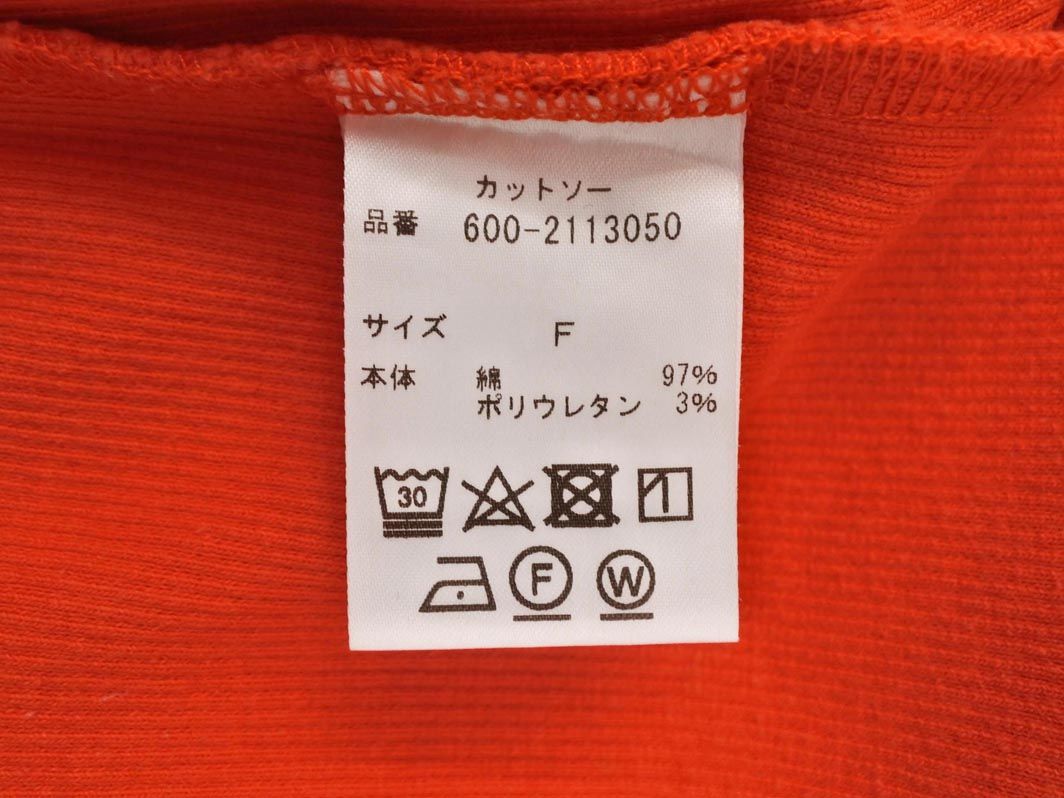 カットソー
品番 600-2113050
サイズ F
本体 綿 97%
ポリウレタン 3%
30
F W